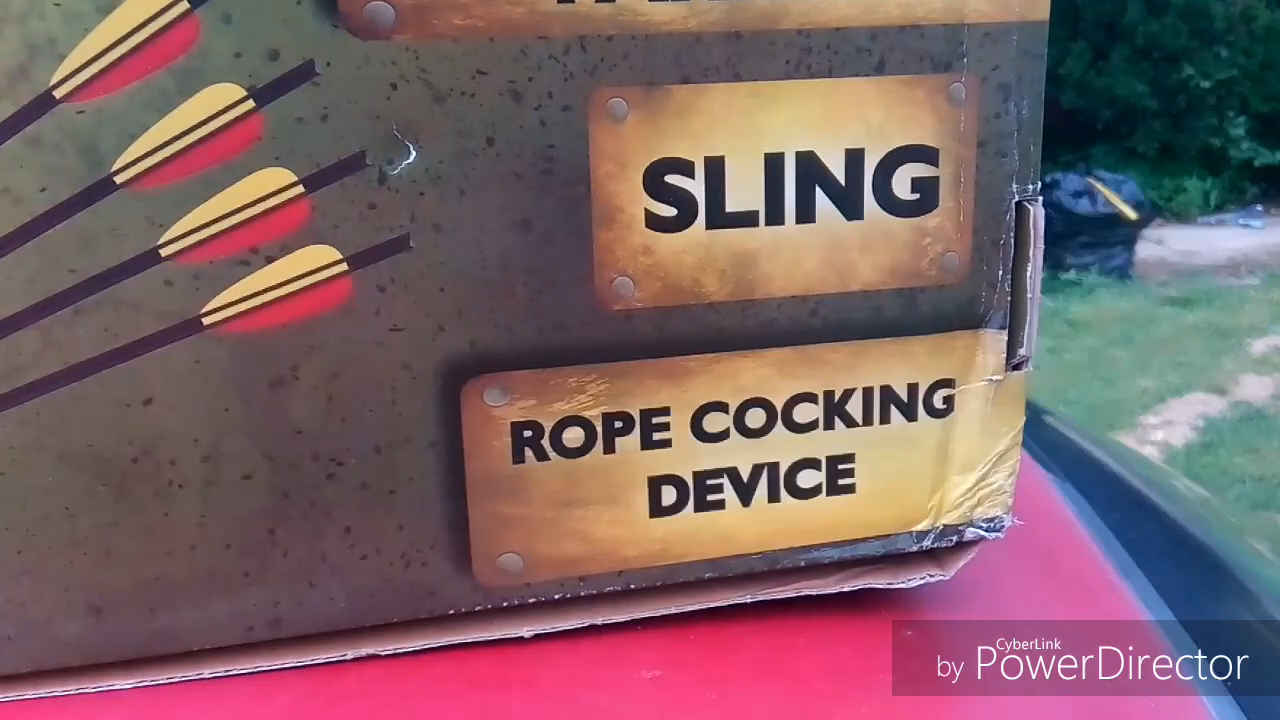 SLING
ROPE COCKING
DEVICE
CyberLink
by PowerDirector